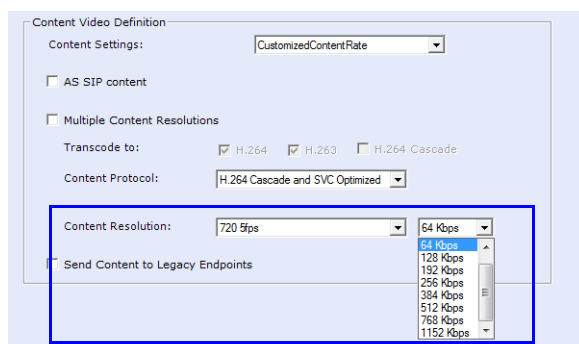 Content Video Definition
Content Settings: CustomizedContentRate
AS SIP content
Multiple Content Resolutions
Transcode to: H.264 H.263 H.264 Cascade
Content Protocol: H.264 Cascade and SVC Optimized
Content Resolution: 720 5fps 64 Kbps
64 Kbps
128 Kbps
192 Kbps
256 Kbps
384 Kbps
512 Kbps
768 Kbps
1152 Kbps
Send Content to Legacy Endpoints